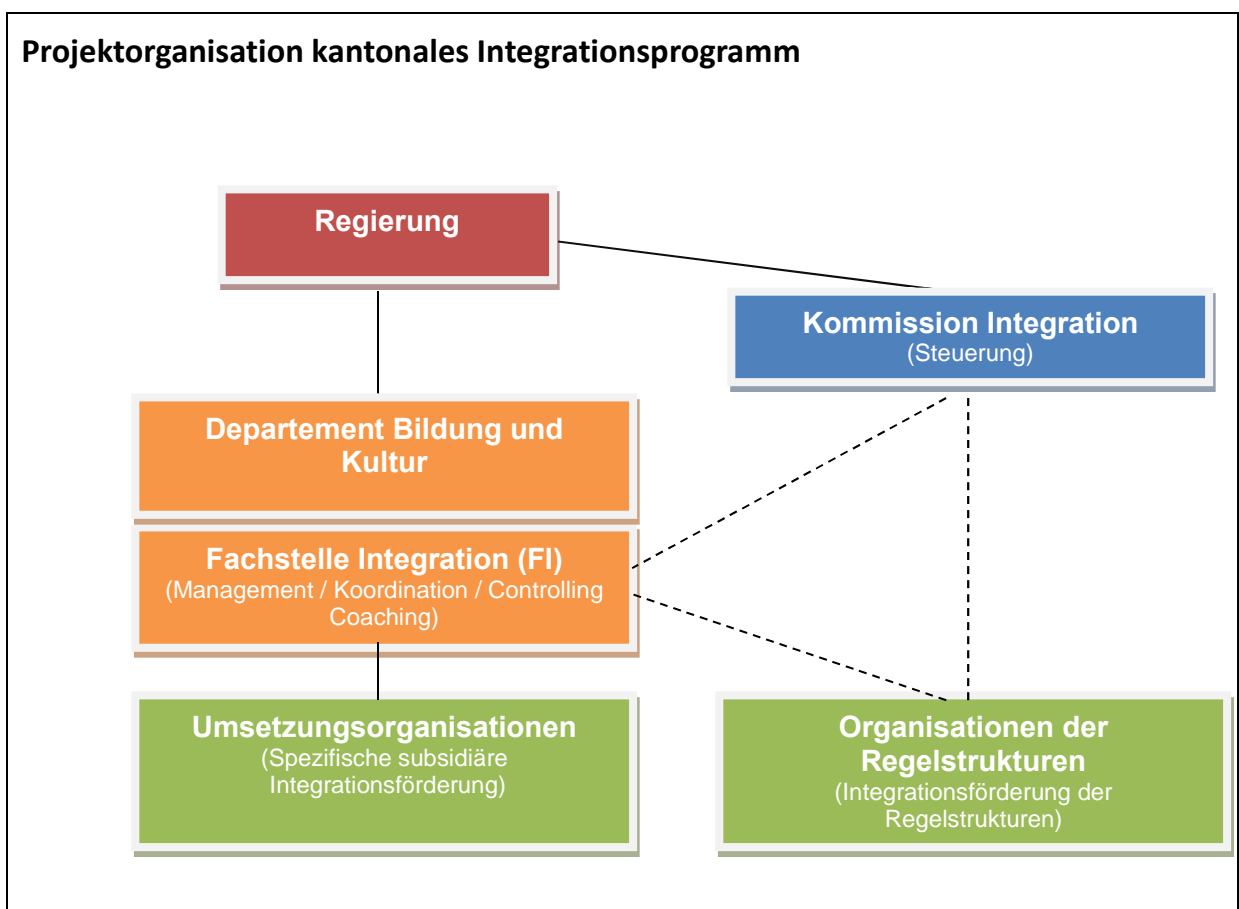 Projektorganisation kantonales Integrationsprogramm
Regierung
Kommission Integration
(Steuerung)
Departement Bildung und
Kultur
Fachstelle Integration (FI)
(Management / Koordination / Controlling
Coaching)
Umsetzungsorganisationen
(Spezifische subsidiäre
Integrationsförderung)
Organisationen der
Regelstrukturen
(Integrationsförderung der
Regelstrukturen)